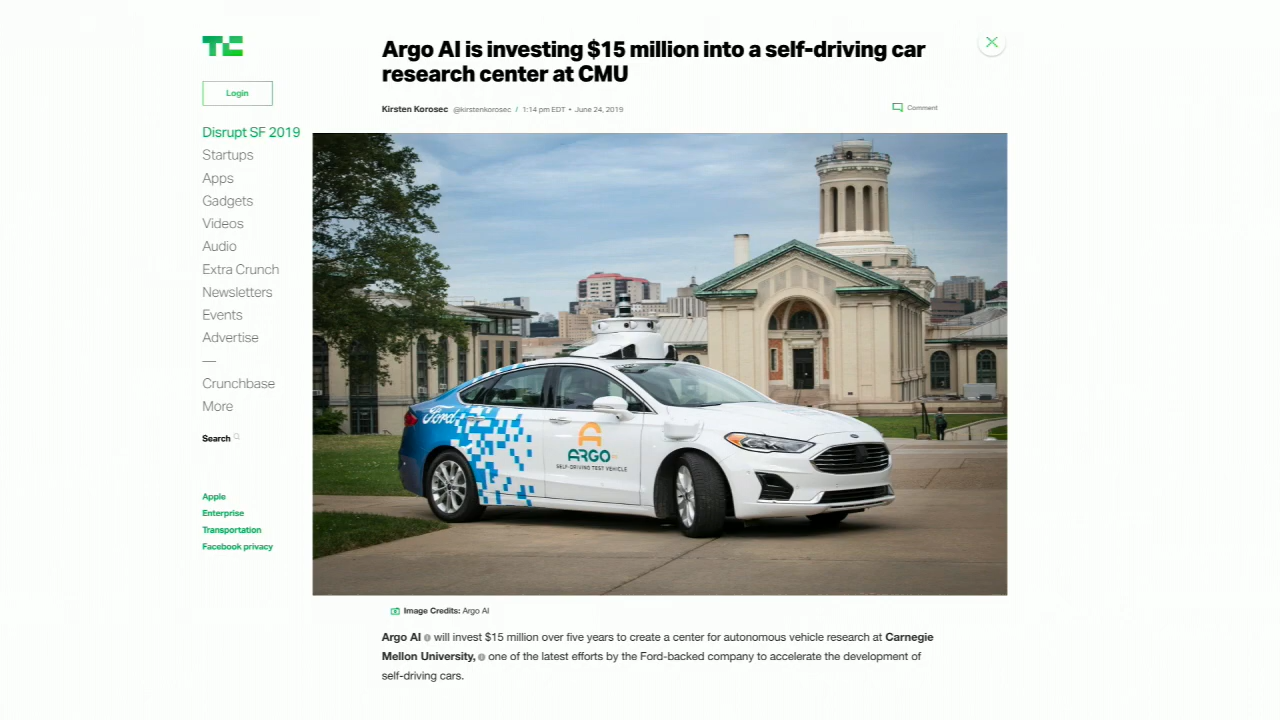 TC
Login
Disrupt SF 2019
Startups
Apps
Gadgets
Videos
Audio
Extra Crunch
Newsletters
Events
Advertise
—
Crunchbase
More
Search
Apple
Enterprise
Transportation
Facebook privacy
Argo AI is investing $15 million into a self-driving car
research center at CMU
Kirsten Korosec @kirstenkorosec / 1:14 pm EDT • June 24, 2019
Comment
Ford
ARGO AI
SELF-DRIVING TEST VEHICLE
Image Credits: Argo AI
Argo AI will invest $15 million over five years to create a center for autonomous vehicle research at Carnegie
Mellon University, one of the latest efforts by the Ford-backed company to accelerate the development of
self-driving cars.